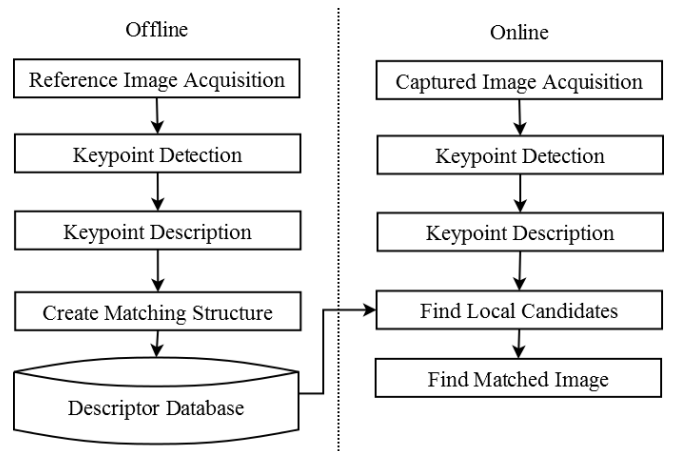 Offline
Reference Image Acquisition
Keypoint Detection
Keypoint Description
Create Matching Structure
Descriptor Database
Online
Captured Image Acquisition
Keypoint Detection
Keypoint Description
Find Local Candidates
Find Matched Image